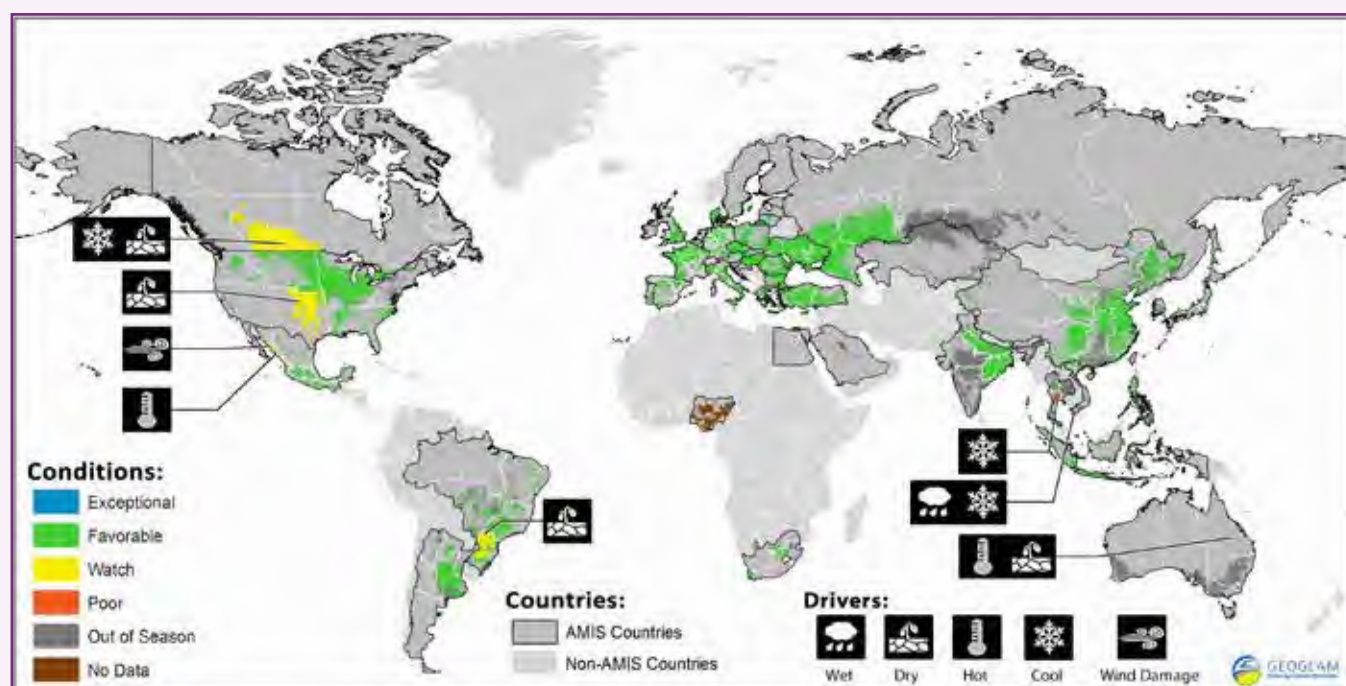 Conditions:
Exceptional
Favorable
Watch
Poor
Out of Season
No Data
Countries:
AMIS Countries
Non-AMIS Countries
Drivers:
Wet
Dry
Hot
Cool
Wind Damage
GEOGLAM